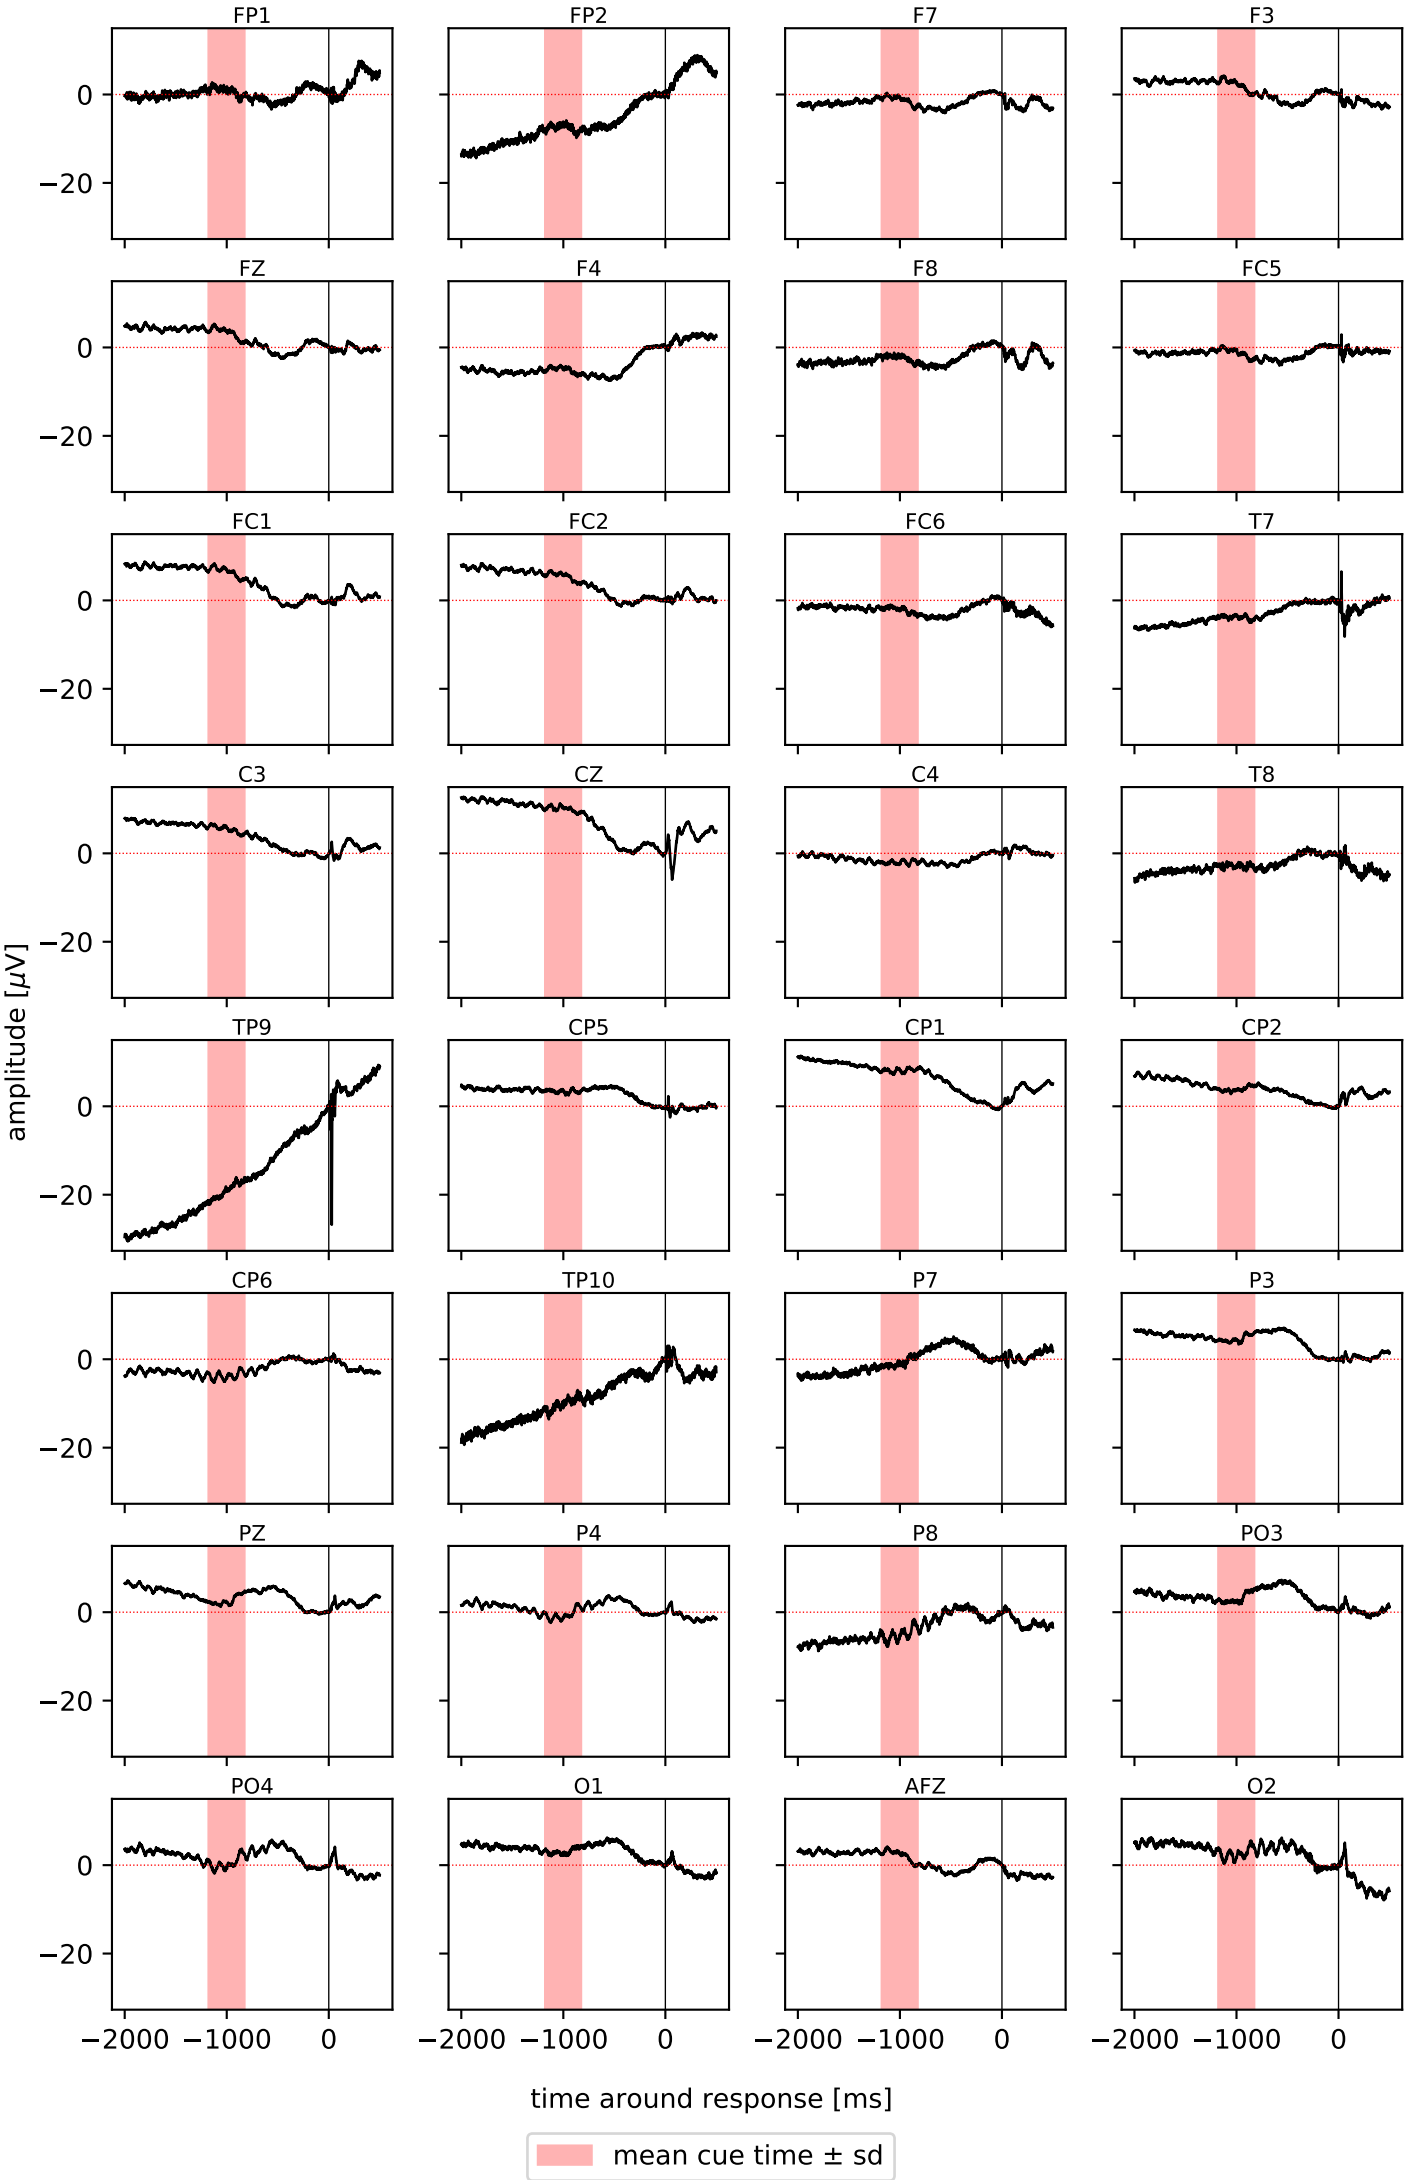 FP1 FP2 F7 F3
0
−20
FZ F4 F8 FC5
0
−20
FC1 FC2 FC6 T7
0
−20
C3 CZ C4 T8
0
−20
amplitude [μV]
TP9 CP5 CP1 CP2
0
−20
CP6 TP10 P7 P3
0
−20
PZ P4 P8 PO3
0
−20
PO4 O1 AFZ O2
0
−20
−2000 −1000 0 −2000 −1000 0 −2000 −1000 0 −2000 −1000 0
time around response [ms]
mean cue time ± sd